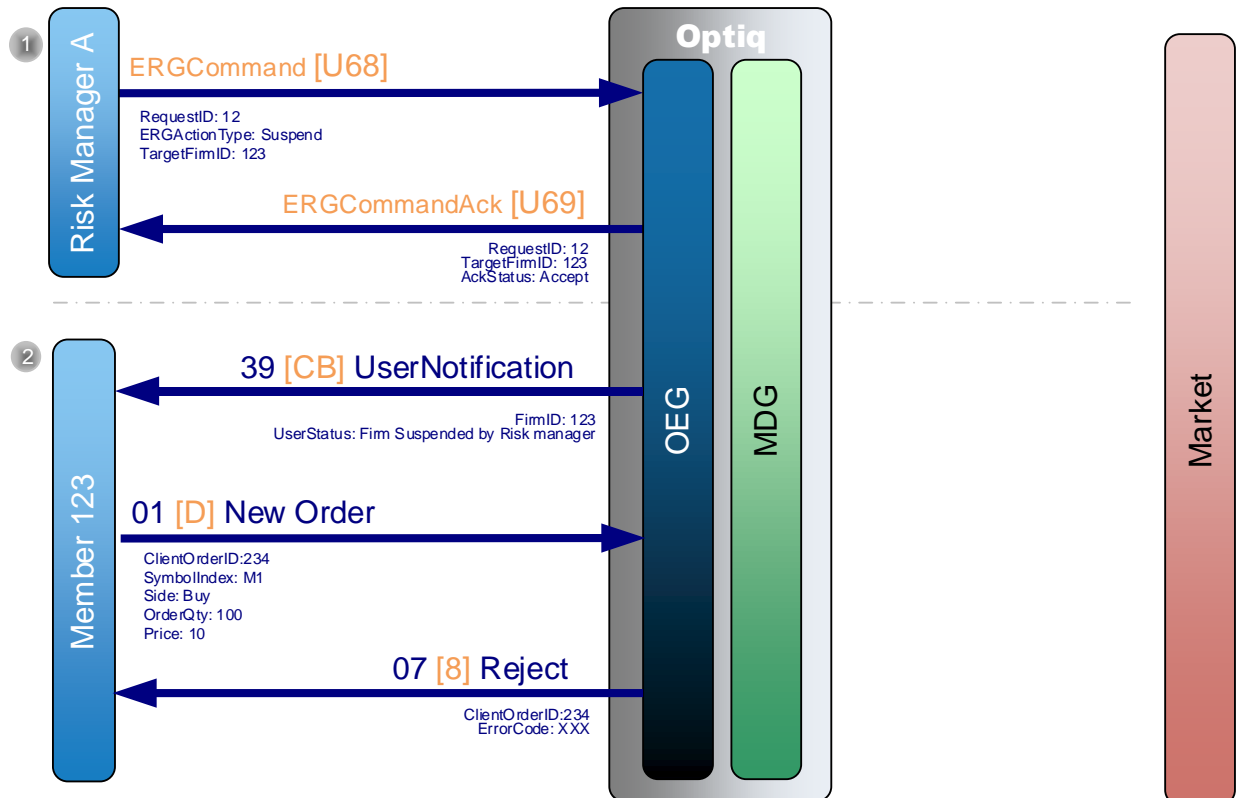 Optiq
1
Risk Manager A
ERGCommand [U68]
RequestID: 12
ERGActionType: Suspend
TargetFirmID: 123
ERGCommandAck [U69]
RequestID: 12
TargetFirmID: 123
AckStatus: Accept
OEG
MDG
Market
2
Member 123
39 [CB] UserNotification
FirmID: 123
UserStatus: Firm Suspended by Risk manager
01 [D] New Order
ClientOrderID:234
SymbolIndex: M1
Side: Buy
OrderQty: 100
Price: 10
07 [8] Reject
ClientOrderID:234
ErrorCode: XXX